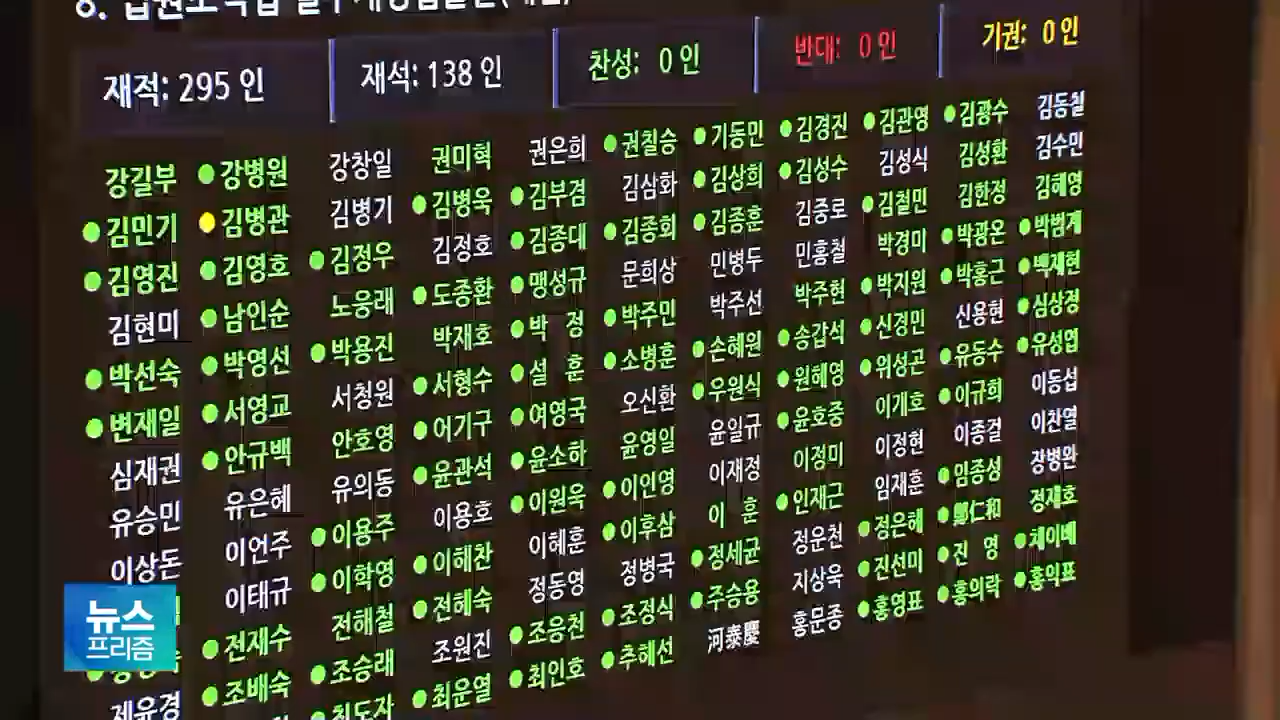 재적: 295 인 재석: 138 인 찬성: 0 인 반대: 0 인 기권: 0 인
강길부 강병원 강창일 권미혁 권은희 권칠승 기동민 김경진 김관영 김광수 김동철
김민기 김병관 김병기 김병욱 김부겸 김삼화 김상희 김성수 김성식 김성환 김수민
김영진 김영호 김정우 김정호 김종대 김종회 김종훈 김중로 김철민 김한정 김혜영
김현미 남인순 노웅래 도종환 맹성규 문희상 민병두 민홍철 박경미 박광온 박범계
박선숙 박영선 박용진 박재호 박 정 박주민 박주선 박주현 박지원 박홍근 백재현
변재일 서영교 서청원 서형수 설 훈 소병훈 손혜원 송갑석 신경민 신용현 심상정
심재권 안규백 안호영 어기구 여영국 오신환 우원식 원혜영 위성곤 유동수 유성엽
유승민 유은혜 유의동 윤관석 윤소하 윤영일 윤일규 윤호중 이개호 이규희 이동섭
이상돈 이언주 이용주 이용호 이원욱 이인영 이재정 이정미 이정현 이종걸 이찬열
이태규 이학영 이해찬 이혜훈 이후삼 이 훈 인재근 임재훈 임종성 장병완
전재수 전해철 전혜숙 정동영 정병국 정세균 정운천 정은혜 鄭仁和 정재호
제윤경 조배숙 조승래 조원진 조응천 조정식 주승용 지상욱 진선미 진 영 채이배
최도자 최운열 최인호 추혜선 河泰慶 홍문종 홍영표 홍의락 홍익표
뉴스
프리즘